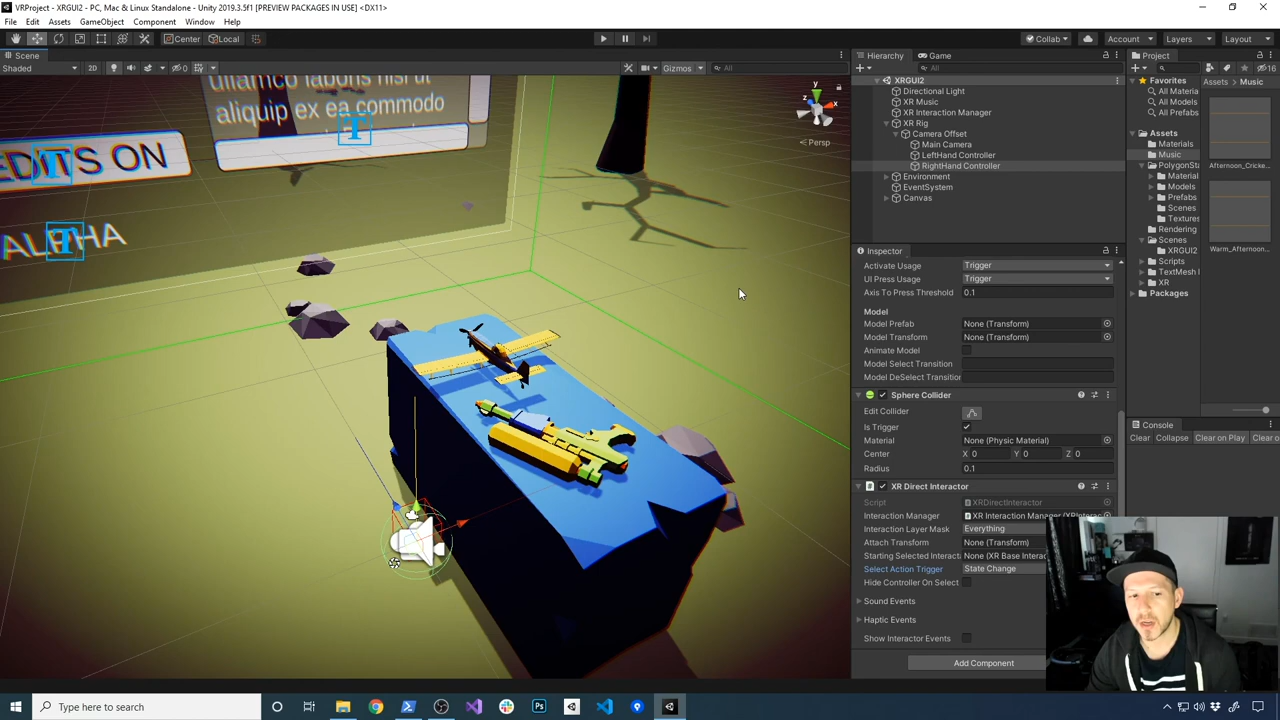 VRProject - XRGUI2 - PC, Mac & Linux Standalone - Unity 2019.3.5f1 [PREVIEW PACKAGES IN USE] <DX11>
File Edit Assets GameObject Component Window Help
Center Local Collab Account Layers Layout
Scene
Shaded 2D 0 Gizmos All
ullamco laboris nisi ut
aliquip ex ea commodo
EDITS ON
ALPHA
y
x
z
Persp
Hierarchy Game
All
XRGUI2
Directional Light
XR Music
XR Interaction Manager
XR Rig
Camera Offset
Main Camera
LeftHand Controller
RightHand Controller
Environment
EventSystem
Canvas
Inspector
Activate Usage Trigger
UI Press Usage Trigger
Axis To Press Threshold 0.1
Model
Model Prefab None (Transform)
Model Transform None (Transform)
Animate Model
Model Select Transition
Model DeSelect Transition
Sphere Collider
Edit Collider
Is Trigger
Material None (Physic Material)
Center X 0 Y 0 Z 0
Radius 0.1
XR Direct Interactor
Script XRDirectInteractor
Interaction Manager XR Interaction Manager (XRInterac
Interaction Layer Mask Everything
Attach Transform None (Transform)
Starting Selected Interact None (XR Base Interac
Select Action Trigger State Change
Hide Controller On Select
Sound Events
Haptic Events
Show Interactor Events
Add Component
Project
16
Favorites
All Materia
All Models
All Prefabs
Assets
Materials
Music
PolygonSta
Material
Models
Prefabs
Scenes
Textures
Rendering
Scenes
XRGUI2
Scripts
TextMesh
XR
Packages
Assets > Music
Afternoon_Cricke
Warm_Afternoon
Console
Clear Collapse Clear on Play Clear o
Type here to search